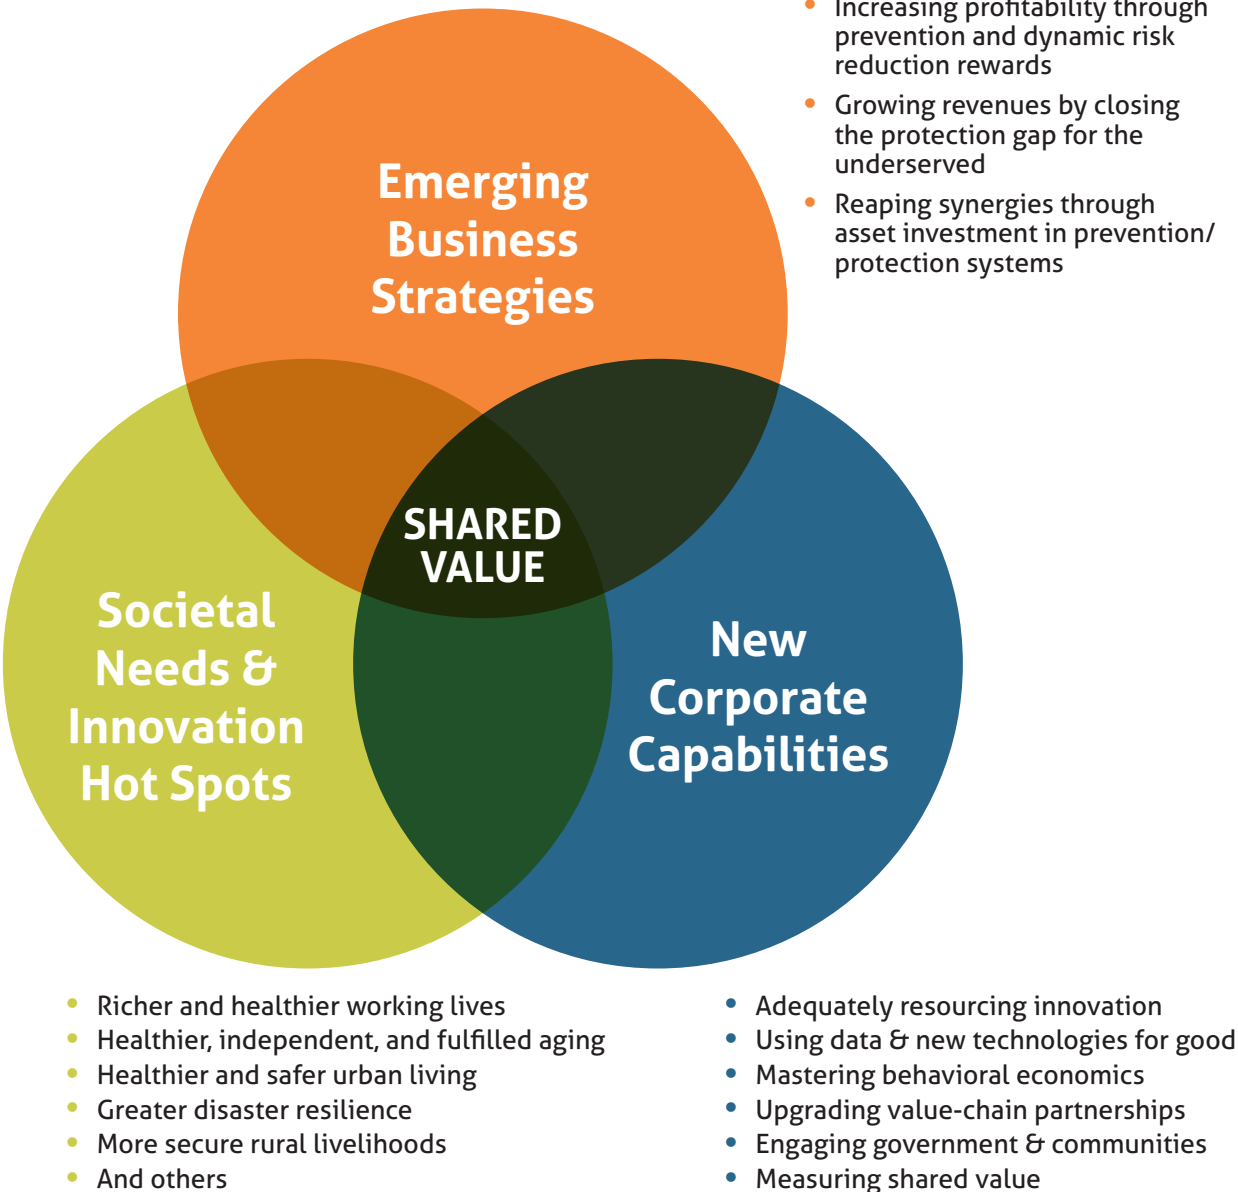 • Increasing profitability through
prevention and dynamic risk
reduction rewards
• Growing revenues by closing
the protection gap for the
underserved
• Reaping synergies through
asset investment in prevention/
protection systems
Emerging
Business
Strategies
SHARED
VALUE
Societal
Needs &
Innovation
Hot Spots
New
Corporate
Capabilities
• Richer and healthier working lives
• Healthier, independent, and fulfilled aging
• Healthier and safer urban living
• Greater disaster resilience
• More secure rural livelihoods
• And others
• Adequately resourcing innovation
• Using data & new technologies for good
• Mastering behavioral economics
• Upgrading value-chain partnerships
• Engaging government & communities
• Measuring shared value